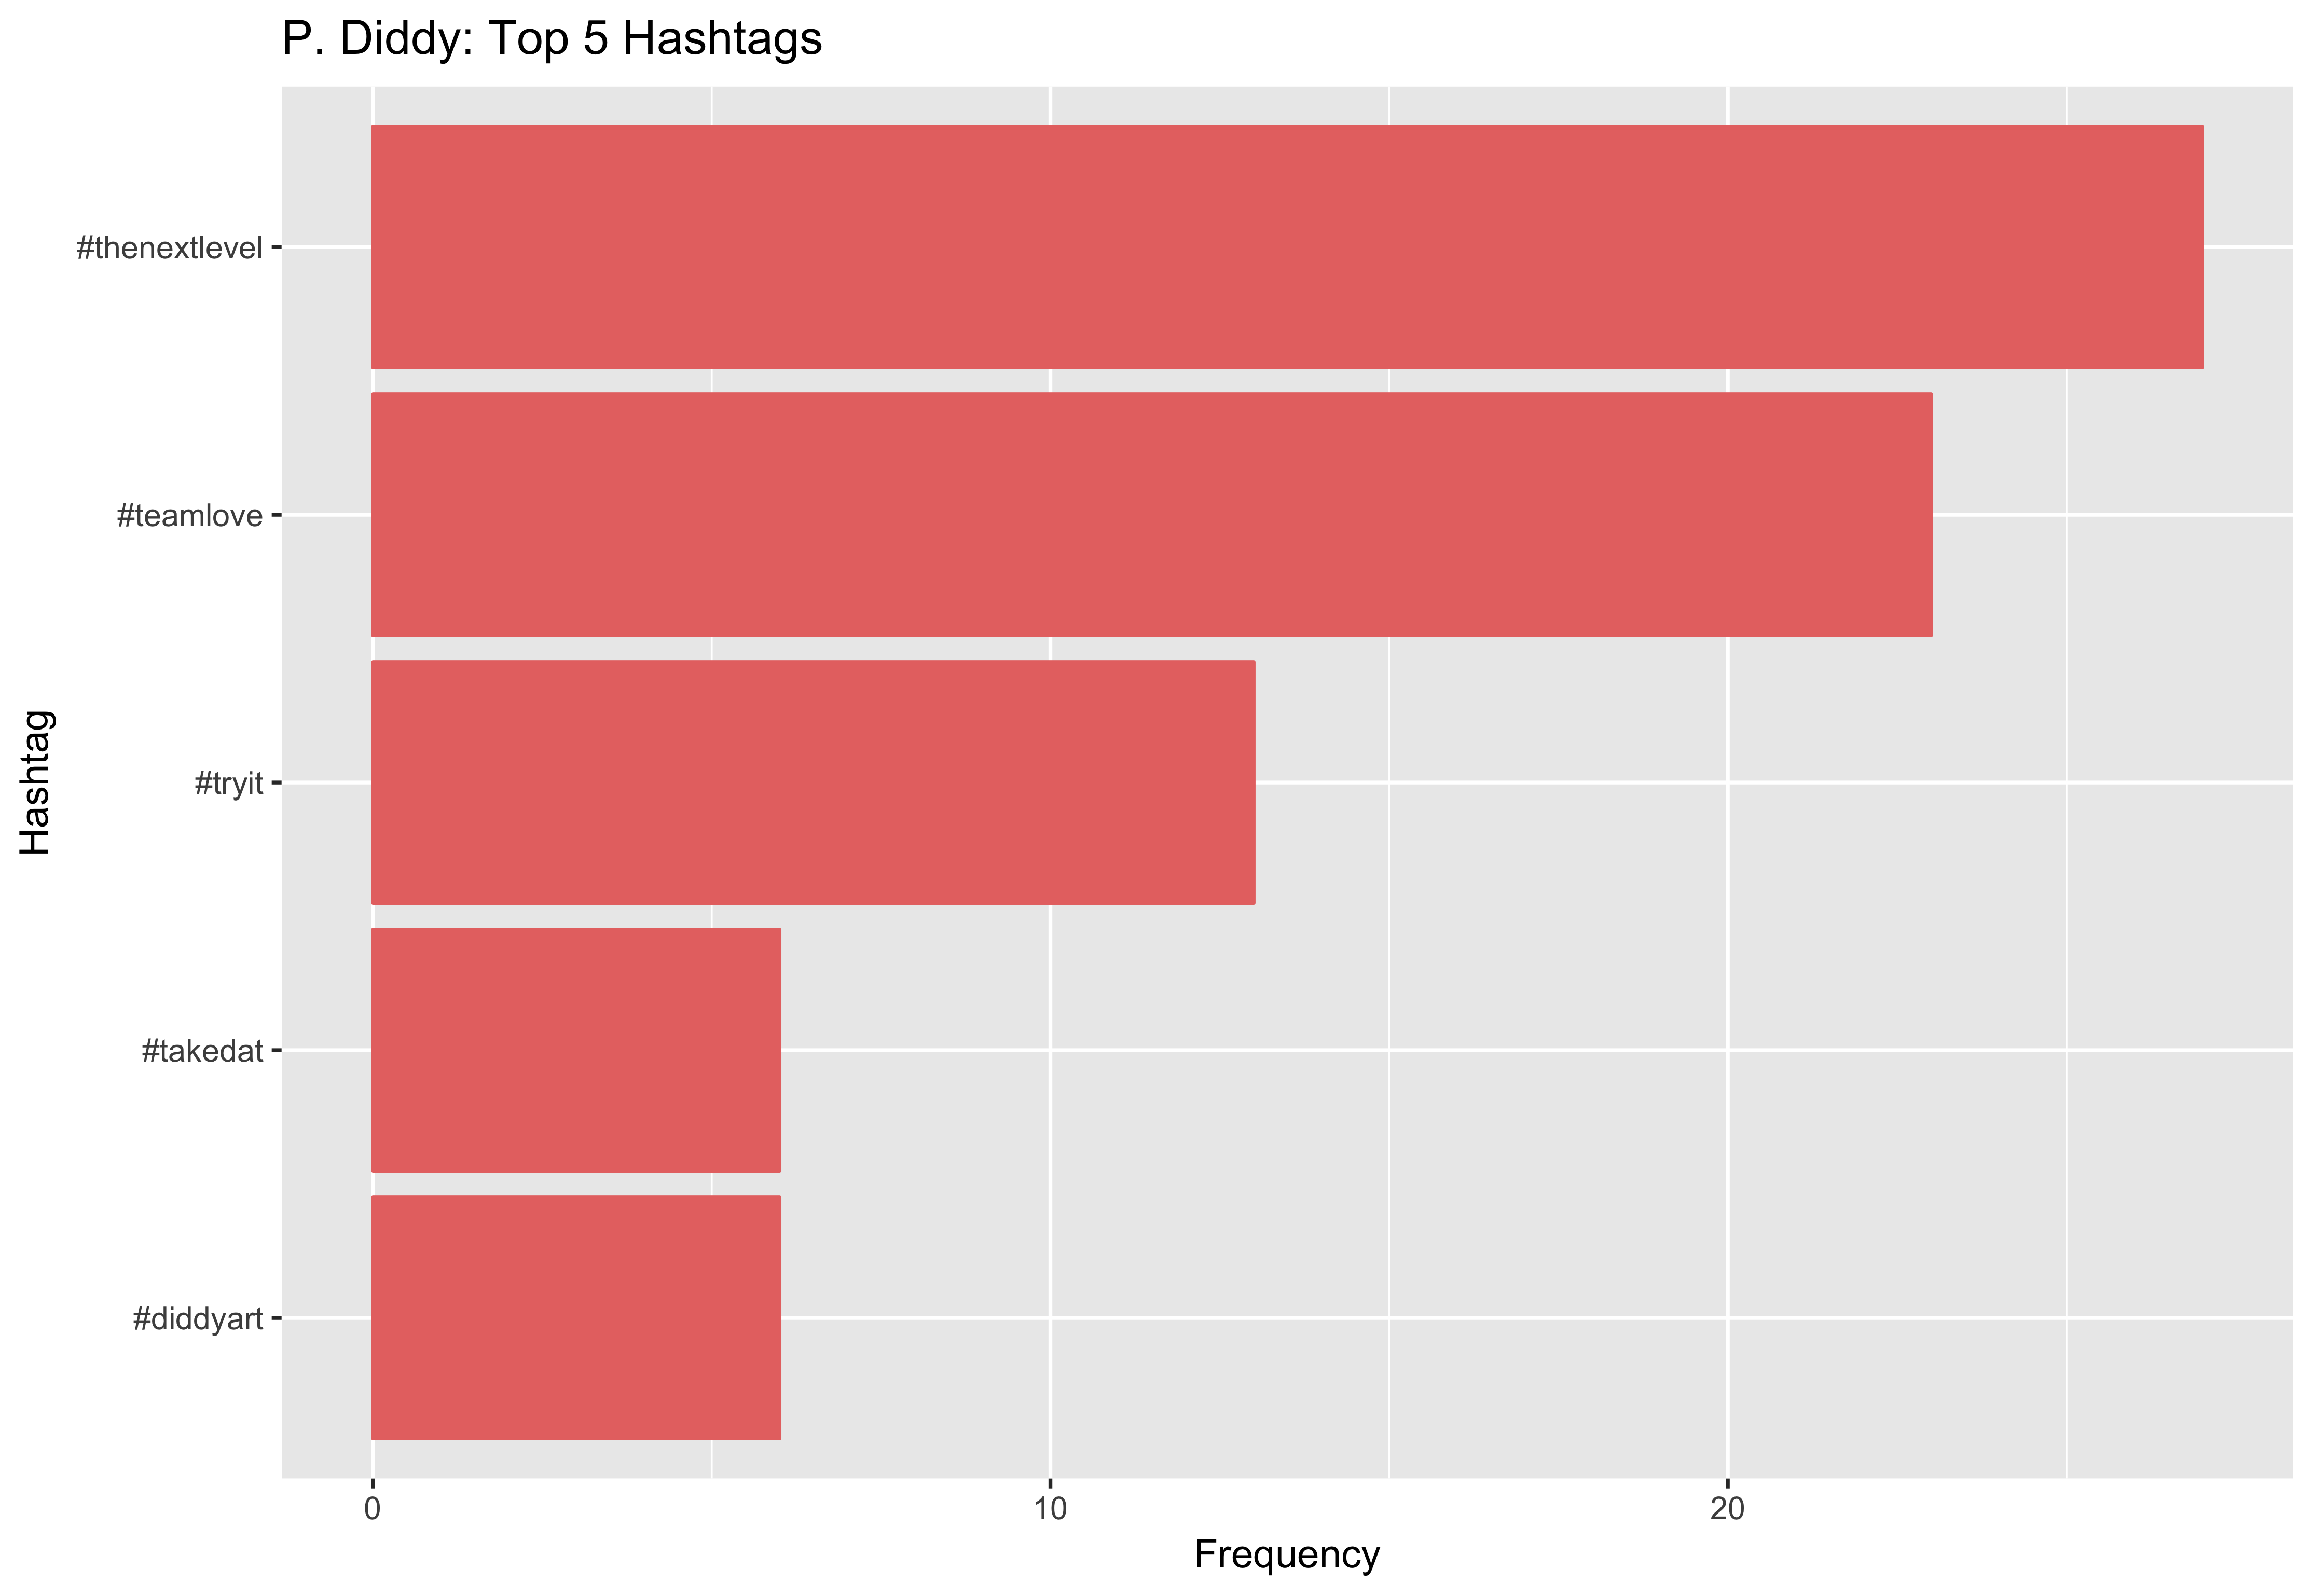 P. Diddy: Top 5 Hashtags
#thenextlevel
#teamlove
#tryit
#takedat
#diddyart
Hashtag
0 10 20
Frequency